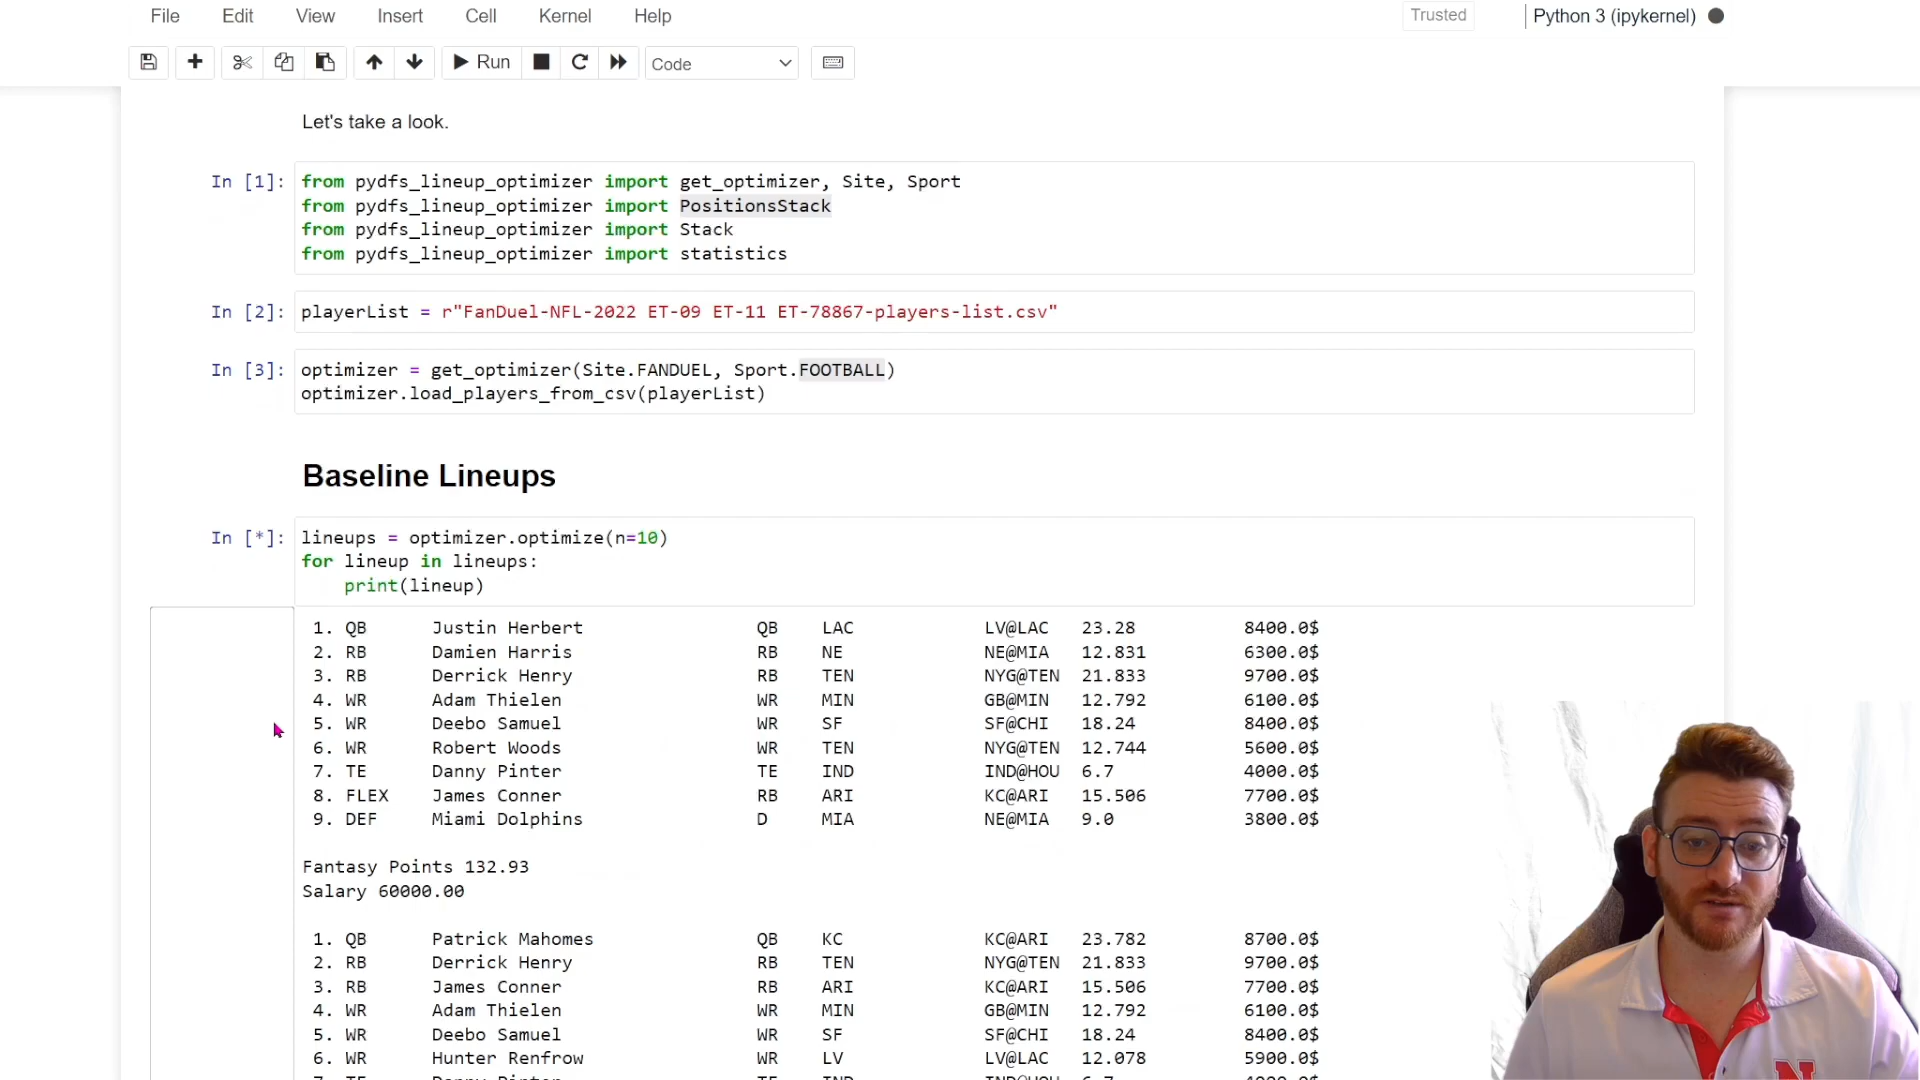 File Edit View Insert Cell Kernel Help Trusted Python 3 (ipykernel)
Run Code
Let's take a look.
In [1]: from pydfs_lineup_optimizer import get_optimizer, Site, Sport
from pydfs_lineup_optimizer import PositionsStack
from pydfs_lineup_optimizer import Stack
from pydfs_lineup_optimizer import statistics
In [2]: playerList = r"FanDuel-NFL-2022 ET-09 ET-11 ET-78867-players-list.csv"
In [3]: optimizer = get_optimizer(Site.FANDUEL, Sport.FOOTBALL)
optimizer.load_players_from_csv(playerList)
Baseline Lineups
In [*]: lineups = optimizer.optimize(n=10)
for lineup in lineups:
print(lineup)
1. QB Justin Herbert QB LAC LV@LAC 23.28 8400.0$
2. RB Damien Harris RB NE NE@MIA 12.831 6300.0$
3. RB Derrick Henry RB TEN NYG@TEN 21.833 9700.0$
4. WR Adam Thielen WR MIN GB@MIN 12.792 6100.0$
5. WR Deebo Samuel WR SF SF@CHI 18.24 8400.0$
6. WR Robert Woods WR TEN NYG@TEN 12.744 5600.0$
7. TE Danny Pinter TE IND IND@HOU 6.7 4000.0$
8. FLEX James Conner RB ARI KC@ARI 15.506 7700.0$
9. DEF Miami Dolphins D MIA NE@MIA 9.0 3800.0$
Fantasy Points 132.93
Salary 60000.00
1. QB Patrick Mahomes QB KC KC@ARI 23.782 8700.0$
2. RB Derrick Henry RB TEN NYG@TEN 21.833 9700.0$
3. RB James Conner RB ARI KC@ARI 15.506 7700.0$
4. WR Adam Thielen WR MIN GB@MIN 12.792 6100.0$
5. WR Deebo Samuel WR SF SF@CHI 18.24 8400.0$
6. WR Hunter Renfrow WR LV LV@LAC 12.078 5900.0$
N